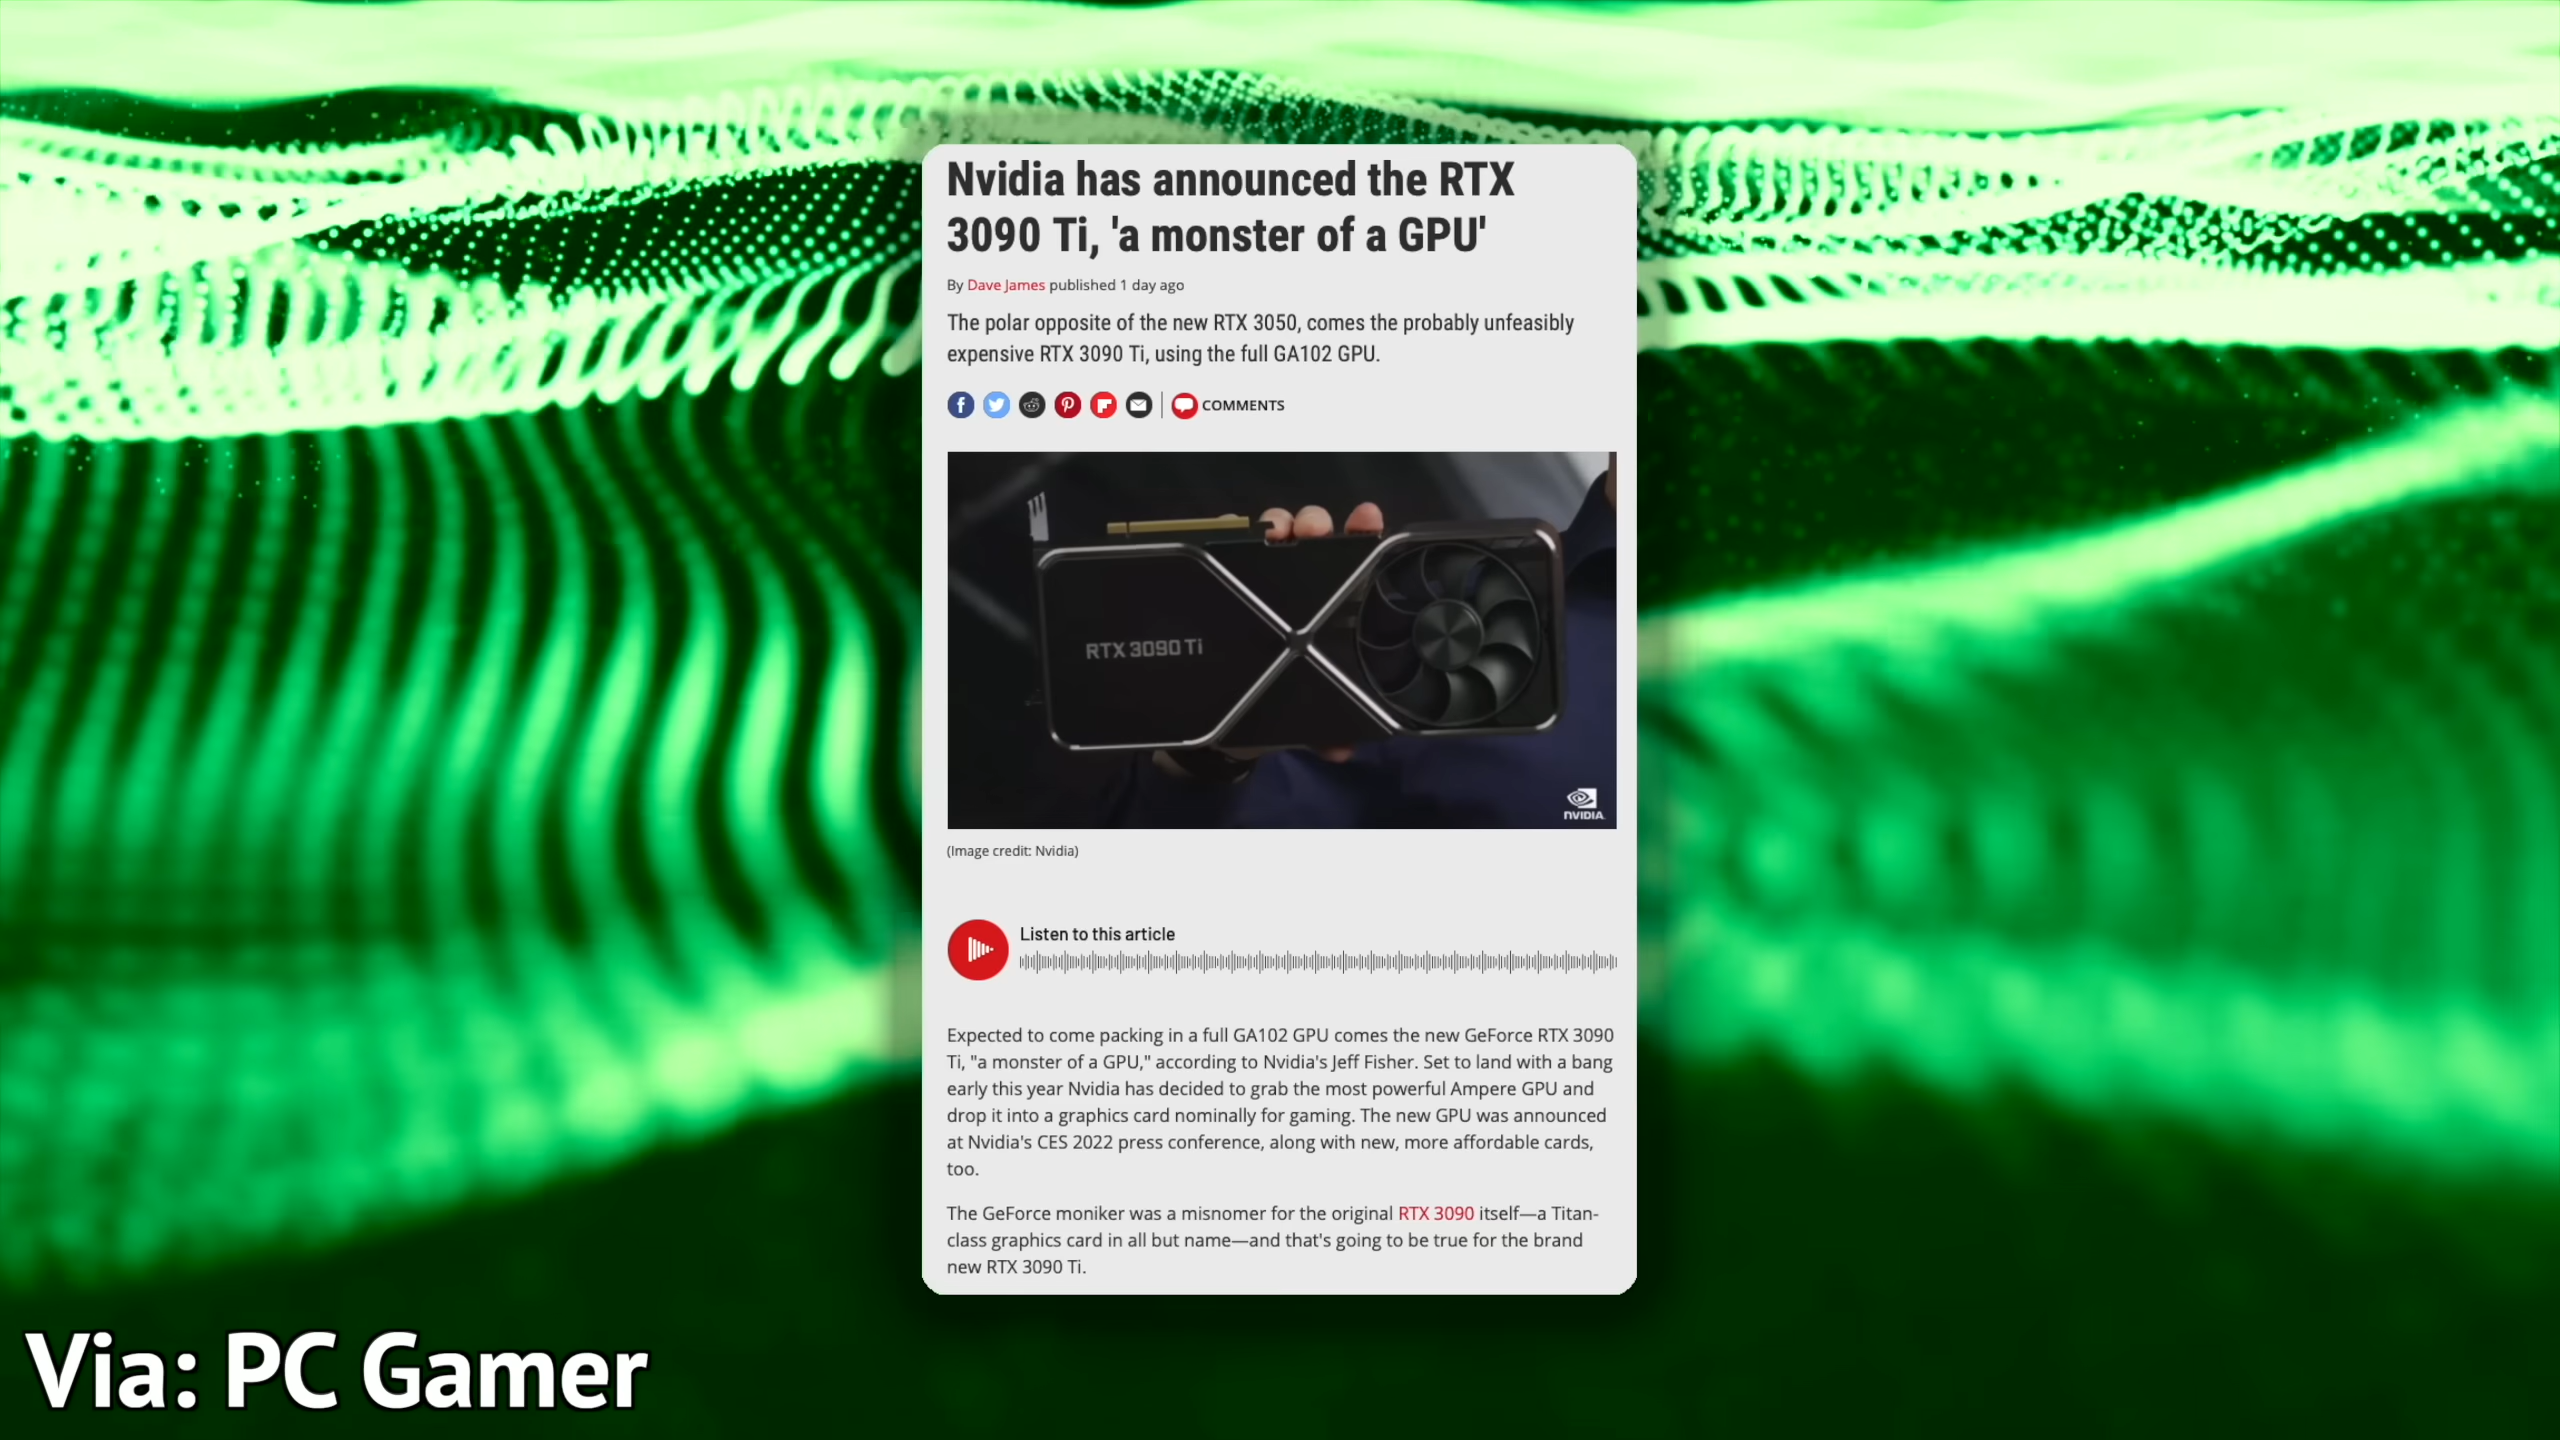 Nvidia has announced the RTX
3090 Ti, 'a monster of a GPU'
By Dave James published 1 day ago
The polar opposite of the new RTX 3050, comes the probably unfeasibly
expensive RTX 3090 Ti, using the full GA102 GPU.
COMMENTS
RTX 3090 Ti
NVIDIA
(Image credit: Nvidia)
Listen to this article
Expected to come packing in a full GA102 GPU comes the new GeForce RTX 3090
Ti, "a monster of a GPU," according to Nvidia's Jeff Fisher. Set to land with a bang
early this year Nvidia has decided to grab the most powerful Ampere GPU and
drop it into a graphics card nominally for gaming. The new GPU was announced
at Nvidia's CES 2022 press conference, along with new, more affordable cards,
too.
The GeForce moniker was a misnomer for the original RTX 3090 itself—a Titan-
class graphics card in all but name—and that's going to be true for the brand
new RTX 3090 Ti.
Via: PC Gamer